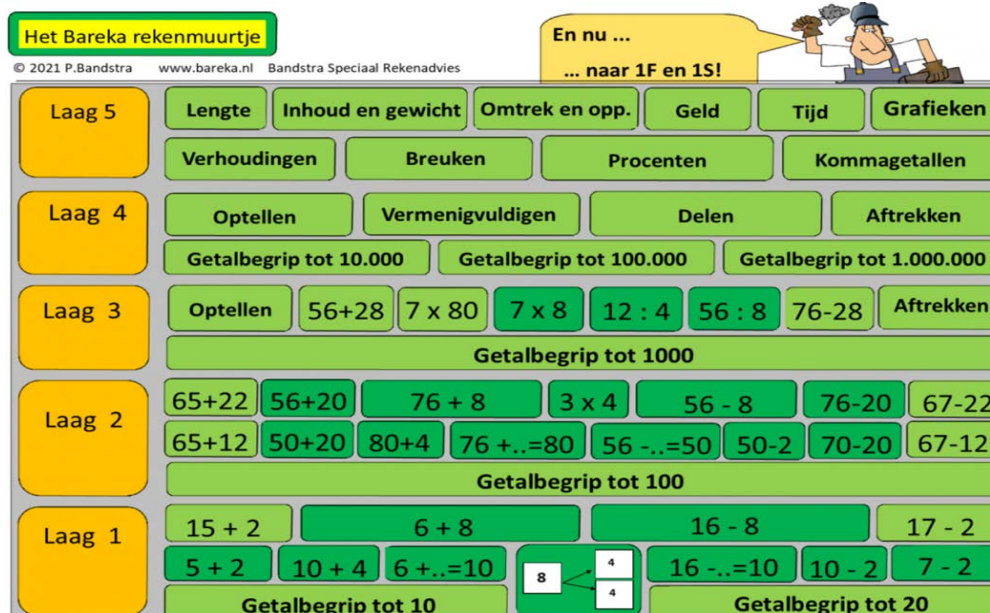 Het Bareka rekenmuurtje
En nu ...
... naar 1F en 1S!
© 2021 P.Bandstra www.bareka.nl Bandstra Speciaal Rekenadvies
Laag 5
Lengte Inhoud en gewicht Omtrek en opp. Geld Tijd Grafieken
Verhoudingen Breuken Procenten Kommagetallen
Laag 4
Optellen Vermenigvuldigen Delen Aftrekken
Getalbegrip tot 10.000 Getalbegrip tot 100.000 Getalbegrip tot 1.000.000
Laag 3
Optellen 56+28 7 x 80 7 x 8 12 : 4 56 : 8 76-28 Aftrekken
Getalbegrip tot 1000
Laag 2
65+22 56+20 76 + 8 3 x 4 56 - 8 76-20 67-22
65+12 50+20 80+4 76 +..=80 56 -..=50 50-2 70-20 67-12
Getalbegrip tot 100
Laag 1
15 + 2 6 + 8 16 - 8 17 - 2
5 + 2 10 + 4 6 +..=10 8 4 4 16 -..=10 10 - 2 7 - 2
Getalbegrip tot 10 Getalbegrip tot 20